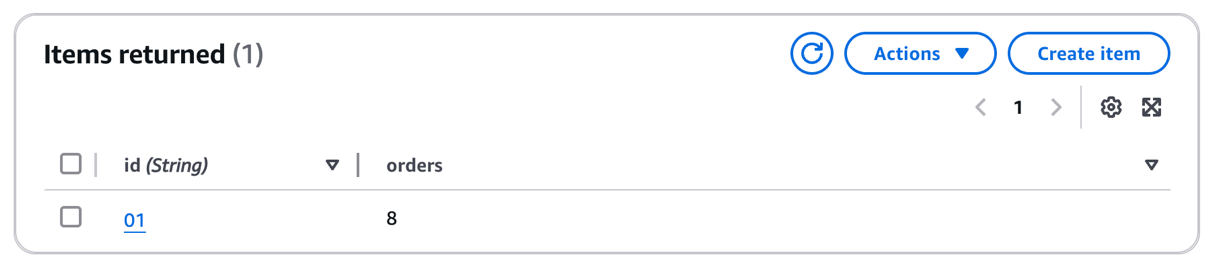 Items returned (1)
Actions
Create item
1
id (String)
orders
01
8